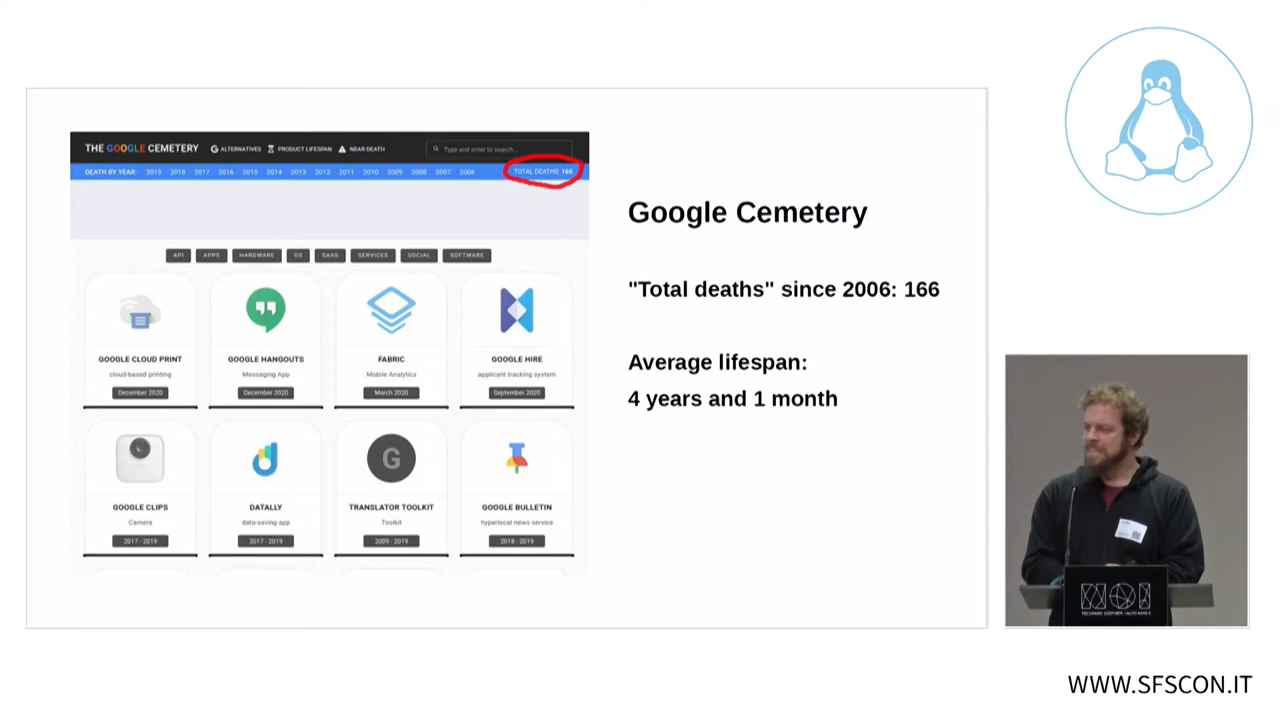 THE GOOGLE CEMETERY
ALTERNATIVES
PRODUCT LIFESPAN
NEAR DEATH
Type and enter to search...
DEATH BY YEAR: 2019 2018 2017 2016 2015 2014 2013 2012 2011 2010 2009 2008 2007 2006
TOTAL DEATHS: 166
API APPS HARDWARE OS SAAS SERVICES SOCIAL SOFTWARE
GOOGLE CLOUD PRINT
cloud-based printing
December 2020
GOOGLE HANGOUTS
Messaging App
December 2020
FABRIC
Mobile Analytics
March 2020
GOOGLE HIRE
applicant tracking system
September 2020
G
GOOGLE CLIPS
Camera
2017 - 2019
DATALLY
data-saving app
2017 - 2019
TRANSLATOR TOOLKIT
Toolkit
2009 - 2019
GOOGLE BULLETIN
hyperlocal news service
2018 - 2019
Google Cemetery
"Total deaths" since 2006: 166
Average lifespan:
4 years and 1 month
NOI
TECHPARK SÜDTIROL / ALTO ADIGE
WWW.SFSCON.IT